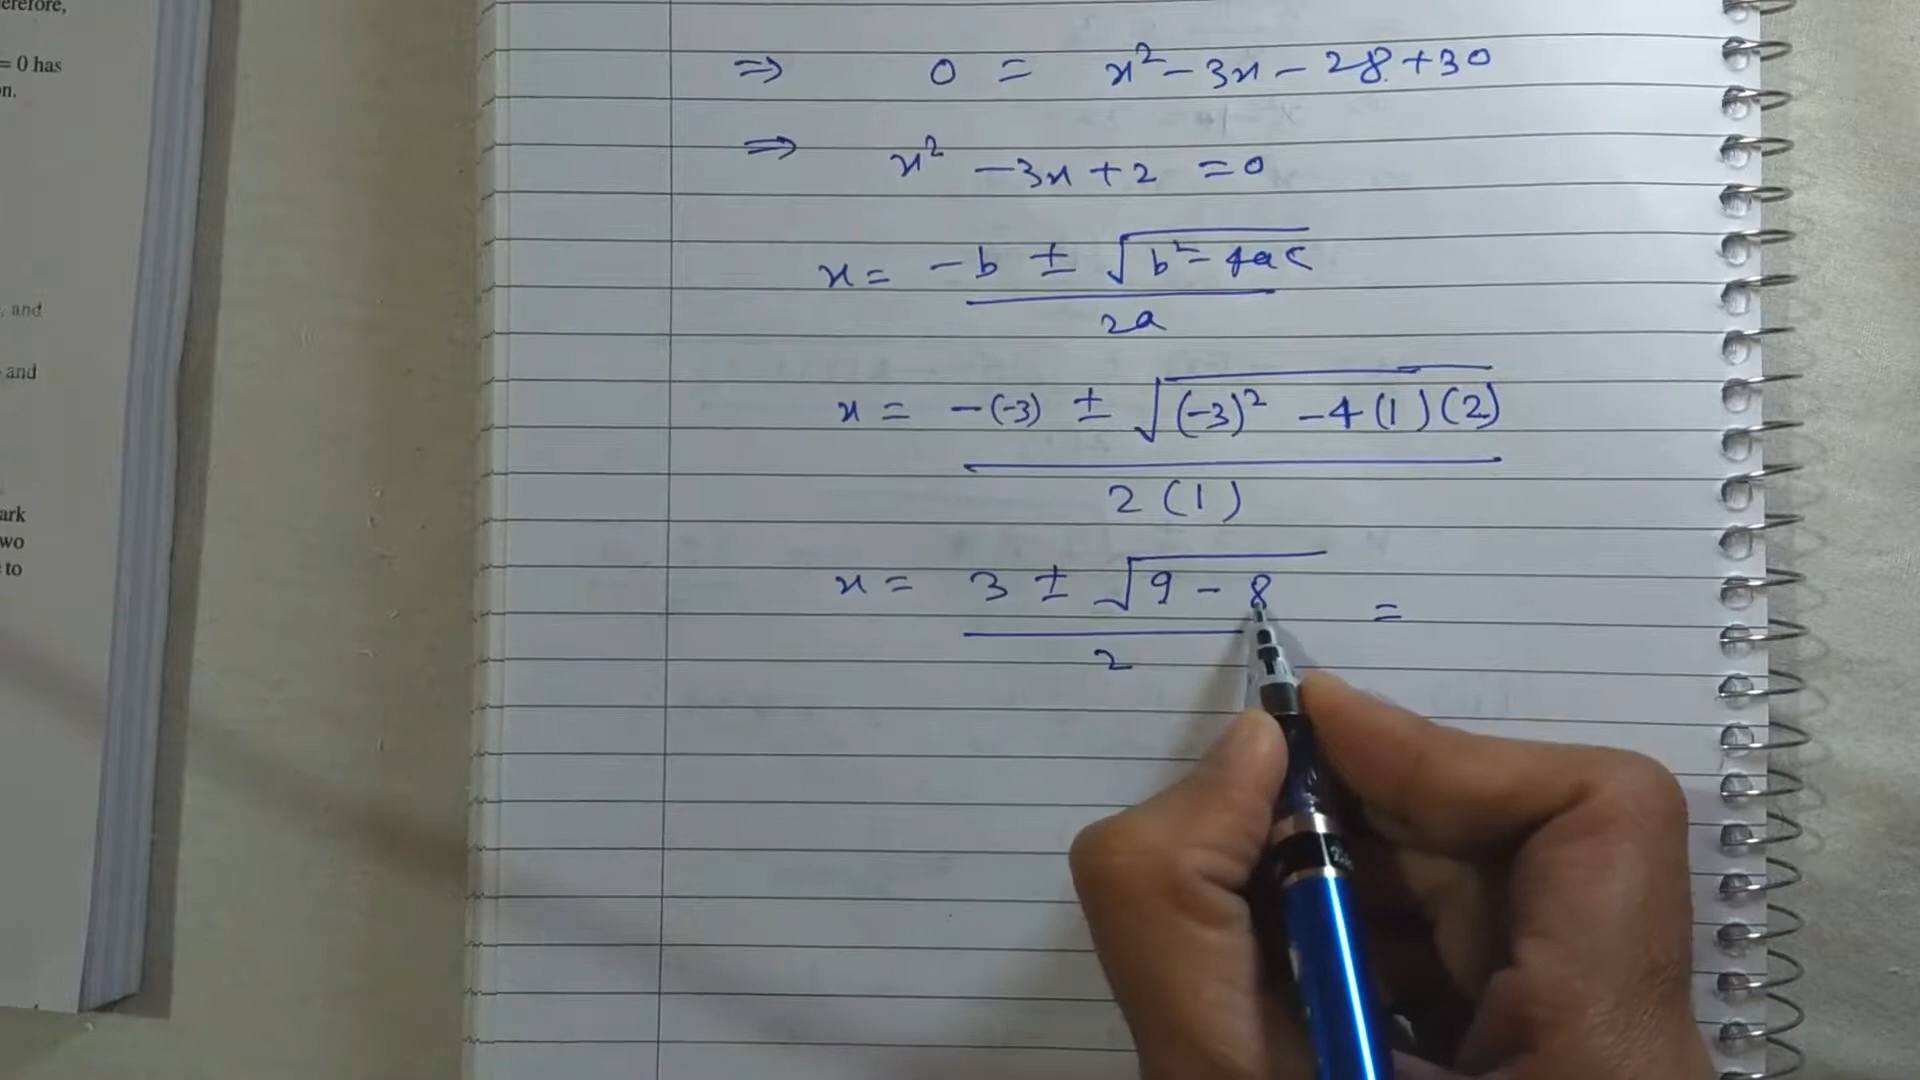 erefore,
= 0 has
n.
, and
and
ark
wo
to
⇒ 0 = x² - 3x - 28 + 30
⇒ x² - 3x + 2 = 0
x = -b ± √b² - 4ac
2a
x = -(-3) ± √(-3)² - 4(1)(2)
2(1)
x = 3 ± √9 - 8 =
2